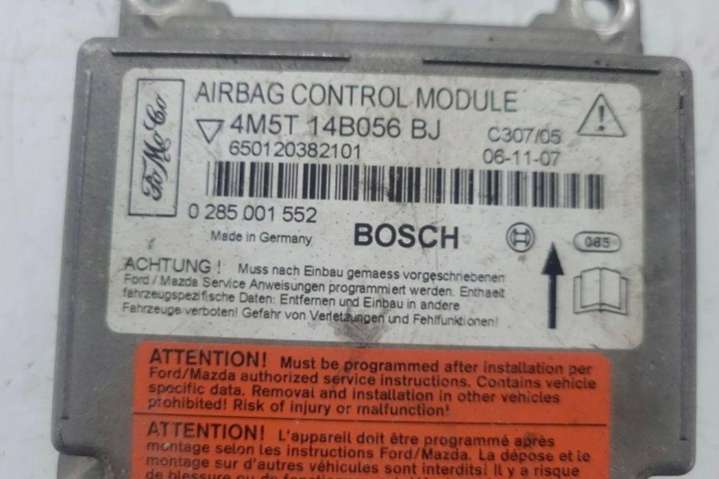 FoMoCo
AIRBAG CONTROL MODULE
4M5T 14B056 BJ
C307/05
650120382101
06-11-07
0 285 001 552
Made in Germany
BOSCH
085
ACHTUNG ! Muss nach Einbau gemaess vorgeschriebenen
Ford / Mazda Service Anweisungen programmiert werden. Enthaelt
fahrzeugspezifische Daten: Entfernen und Einbau in andere
Fahrzeuge verboten! Gefahr von Verletzungen und Fehlfunktionen!
ATTENTION! Must be programmed after installation per
Ford/Mazda authorized service instructions. Contains vehicle
specific data. Removal and installation in other vehicles
prohibited! Risk of injury or malfunction!
ATTENTION! L'appareil doit être programmé après
montage selon les instructions Ford/Mazda. La dépose et le
montage sur d'autres véhicules sont interdits! Il y a risque
de blessure ou de